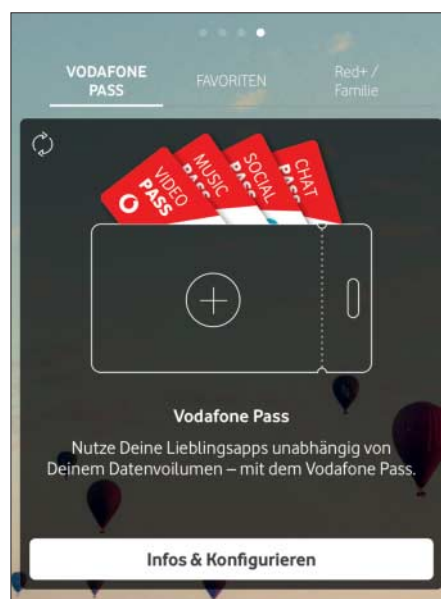 VODAFONE
PASS
FAVORITEN
Red+ /
Familie
VIDEO
PASS
MUSIC
PASS
SOCIAL
PASS
CHAT
PASS
Vodafone Pass
Nutze Deine Lieblingsapps unabhängig von
Deinem Datenvoilumen – mit dem Vodafone Pass.
Infos & Konfigurieren